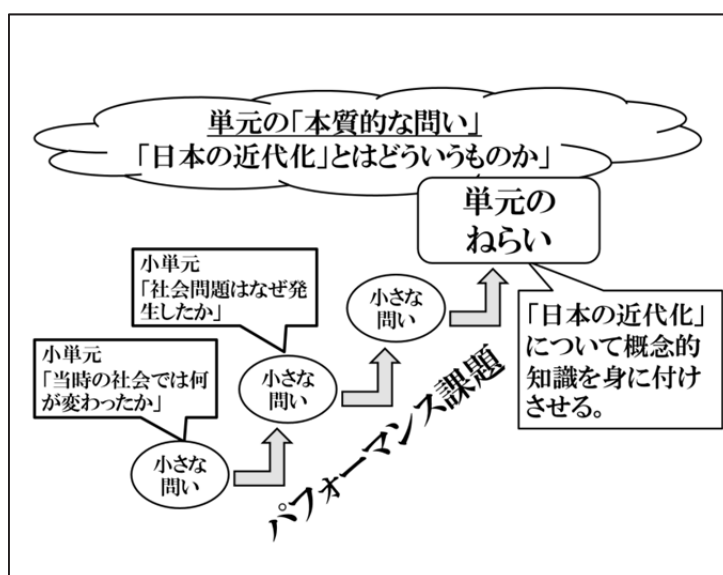 単元の「本質的な問い」
「日本の近代化」とはどういうものか」
単元の
ねらい
小単元
「社会問題はなぜ発
生したか」
小さな
問い
小単元
「当時の社会では何
が変わったか」
小さな
問い
小さな
問い
「日本の近代化」
について概念的
知識を身に付け
させる。
パフォーマンス課題